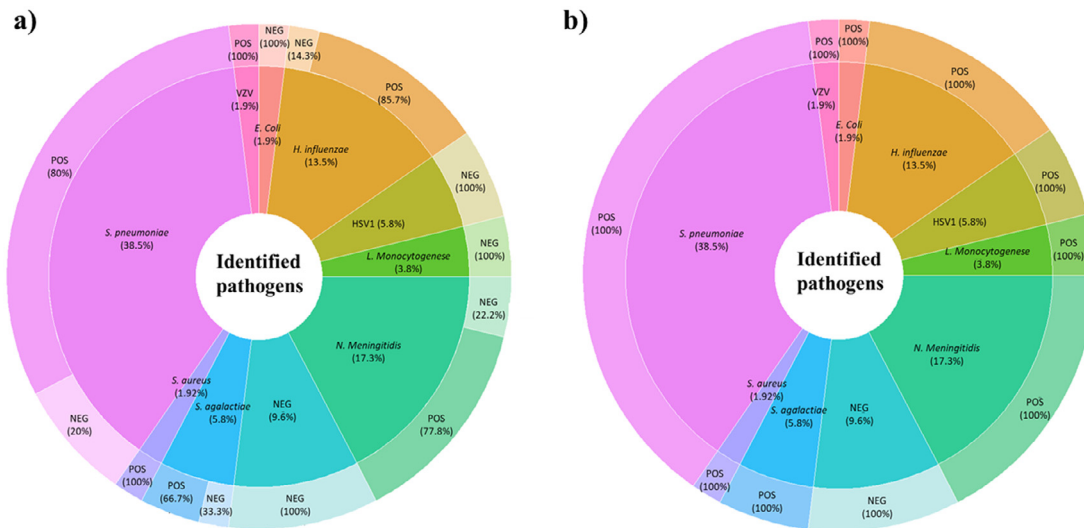 a)
NEG
(100%)
NEG
(14.3%)
POS
(85.7%)
NEG
(100%)
NEG
(100%)
NEG
(22.2%)
POS
(77.8%)
NEG
(100%)
NEG
(33.3%)
POS
(66.7%)
POS
(100%)
NEG
(20%)
POS
(80%)
POS
(100%)
VZV
(1.9%)
E. Coli
(1.9%)
H. influenzae
(13.5%)
HSV1 (5.8%)
L. Monocytogenese
(3.8%)
N. Meningitidis
(17.3%)
NEG
(9.6%)
S. agalactiae
(5.8%)
S. aureus
(1.92%)
S. pneumoniae
(38.5%)
Identified
pathogens
b)
POS
(100%)
POS
(100%)
POS
(100%)
POS
(100%)
POS
(100%)
NEG
(100%)
POS
(100%)
POS
(100%)
POS
(100%)
POS
(100%)
VZV
(1.9%)
E. Coli
(1.9%)
H. influenzae
(13.5%)
HSV1 (5.8%)
L. Monocytogenese
(3.8%)
N. Meningitidis
(17.3%)
NEG
(9.6%)
S. agalactiae
(5.8%)
S. aureus
(1.92%)
S. pneumoniae
(38.5%)
Identified
pathogens